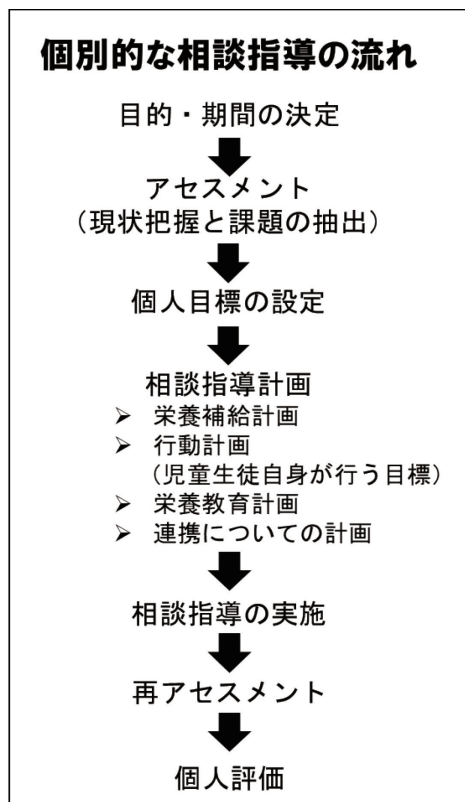 個別的な相談指導の流れ
目的・期間の決定
アセスメント
（現状把握と課題の抽出）
個人目標の設定
相談指導計画
➢ 栄養補給計画
➢ 行動計画
（児童生徒自身が行う目標）
➢ 栄養教育計画
➢ 連携についての計画
相談指導の実施
再アセスメント
個人評価